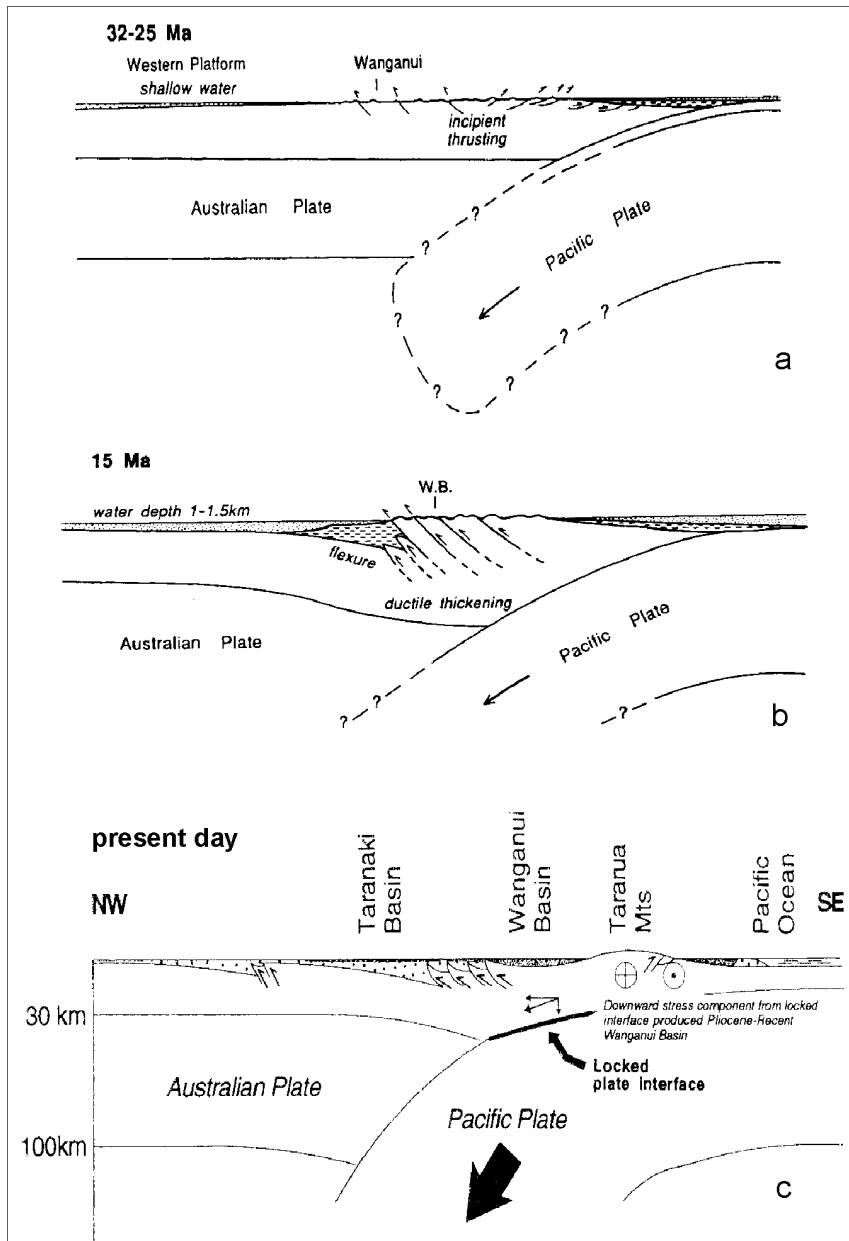 32-25 Ma
Western Platform
shallow water
Wanganui
incipient
thrusting
Australian Plate
Pacific Plate
?
?
?
?
?
?
?
a
15 Ma
W.B.
water depth 1-1.5km
flexure
ductile thickening
Australian Plate
Pacific Plate
?
?
?
b
present day
NW
Taranaki
Basin
Wanganui
Basin
Tararua
Mts
Pacific
Ocean
SE
30 km
Downward stress component from locked
interface produced Pliocene-Recent
Wanganui Basin
Locked
plate interface
Australian Plate
Pacific Plate
100km
c